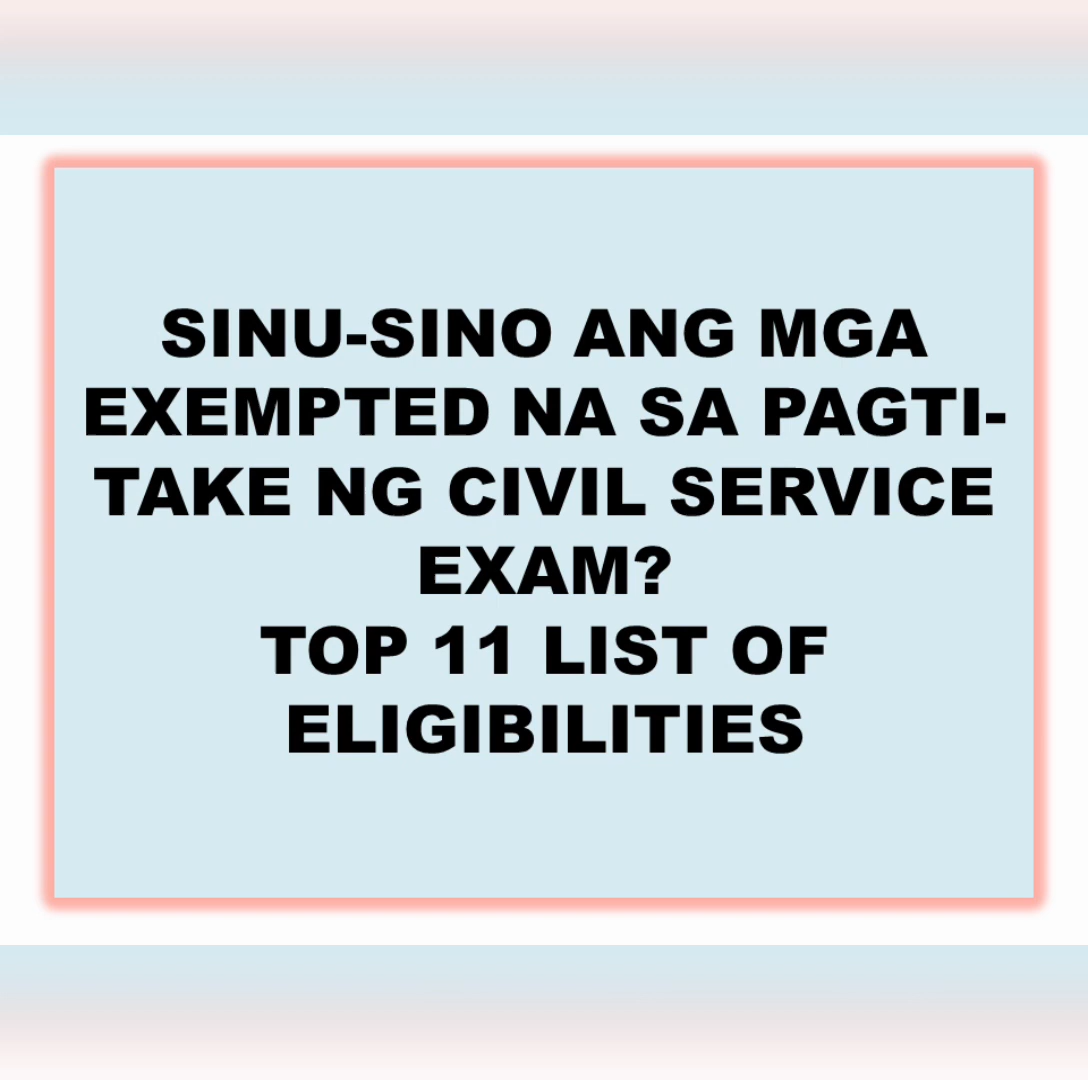 SINU-SINO ANG MGA
EXEMPTED NA SA PAGTI-
TAKE NG CIVIL SERVICE
EXAM?
TOP 11 LIST OF
ELIGIBILITIES